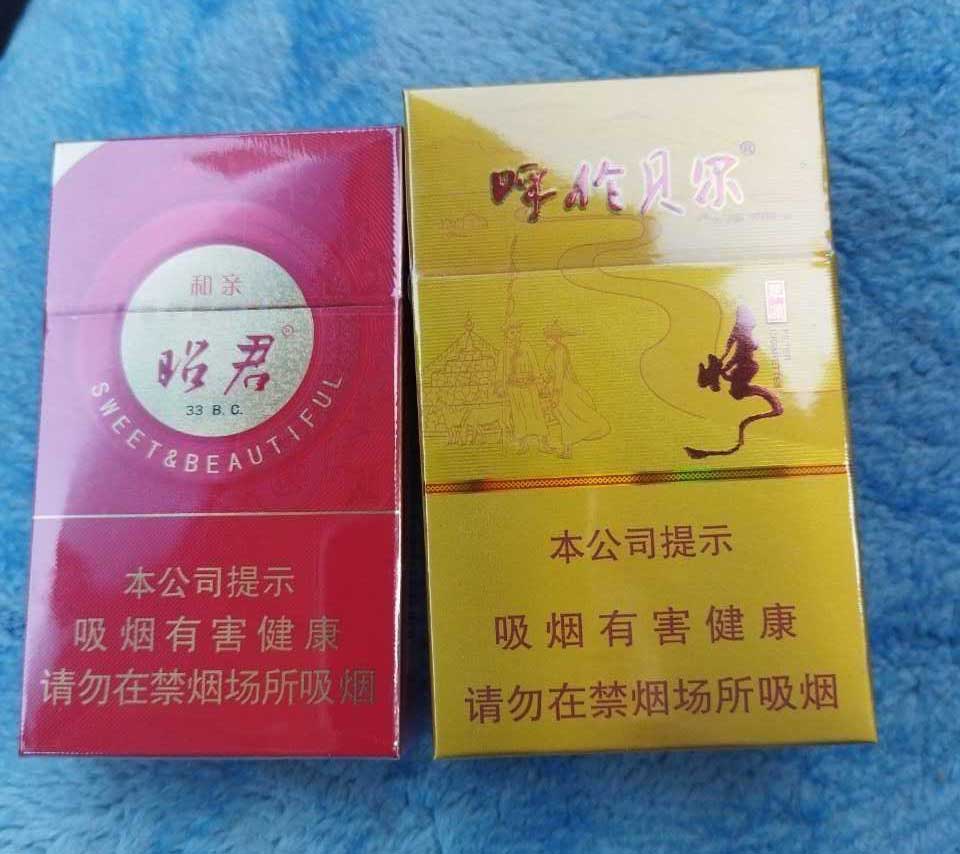 和亲
昭君®
33 B.C.
SWEET&BEAUTIFUL
本公司提示
吸烟有害健康
请勿在禁烟场所吸烟
呼伦贝尔®
本公司提示
吸烟有害健康
请勿在禁烟场所吸烟